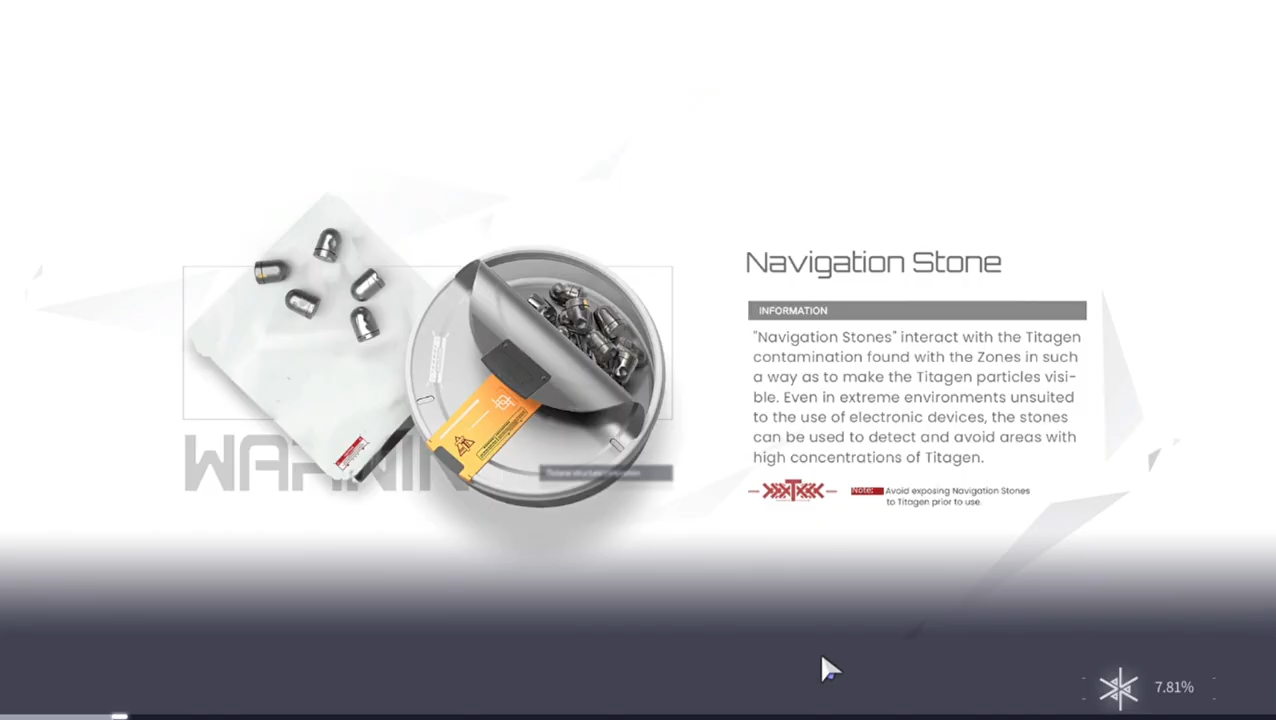 Navigation Stone
INFORMATION
"Navigation Stones" interact with the Titagen
contamination found with the Zones in such
a way as to make the Titagen particles visi-
ble. Even in extreme environments unsuited
to the use of electronic devices, the stones
can be used to detect and avoid areas with
high concentrations of Titagen.
Note: Avoid exposing Navigation Stones
to Titagen prior to use.
7.81%